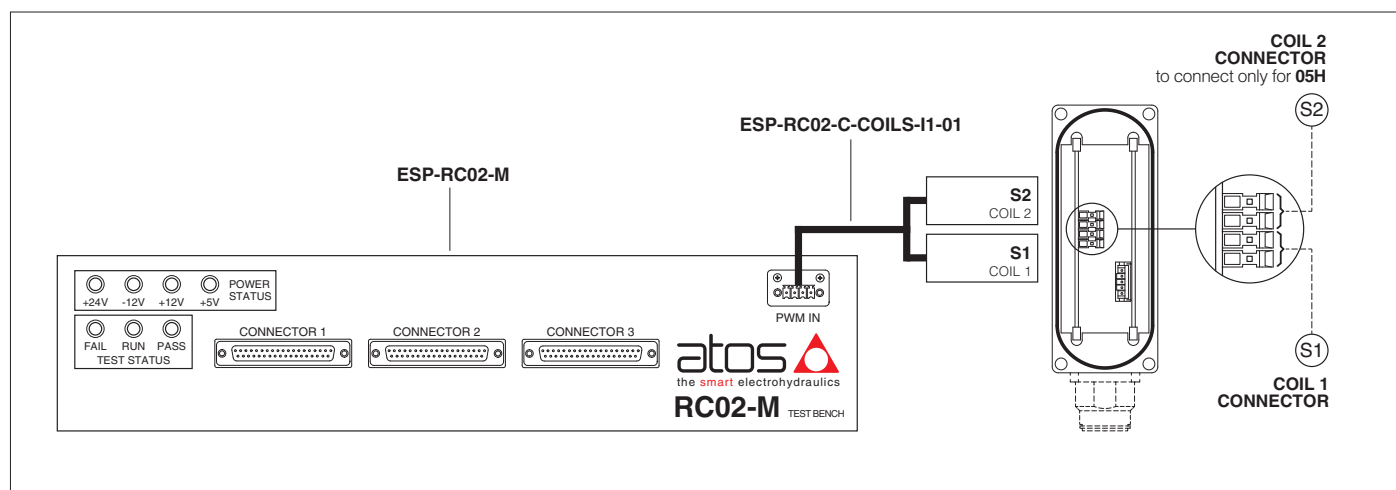 COIL 2
CONNECTOR
to connect only for 05H
S2
ESP-RC02-C-COILS-I1-01
ESP-RC02-M
S2
COIL 2
S1
COIL 1
+24V -12V +12V +5V
POWER
STATUS
FAIL RUN PASS
TEST STATUS
CONNECTOR 1
CONNECTOR 2
CONNECTOR 3
PWM IN
atos
the smart electrohydraulics
RC02-M TEST BENCH
S1
COIL 1
CONNECTOR